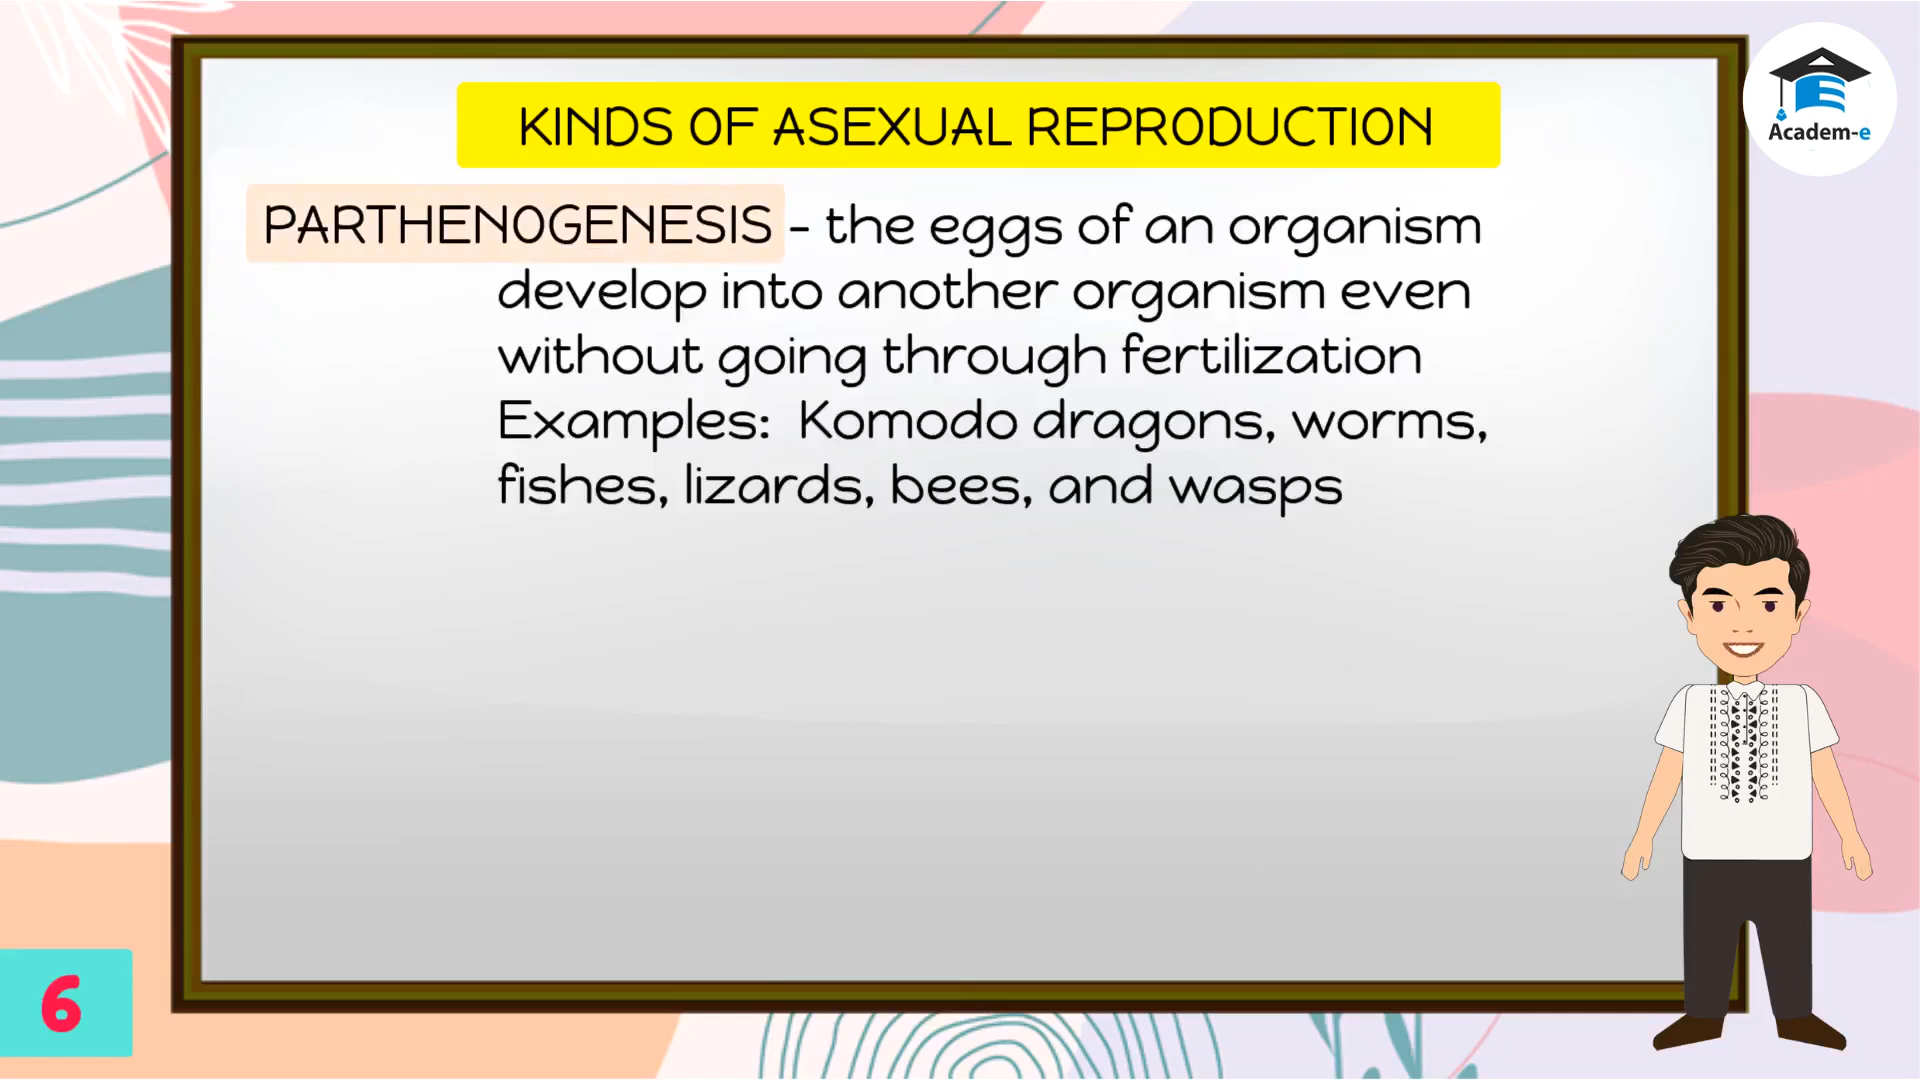 KINDS OF ASEXUAL REPRODUCTION
Academ-e
PARTHENOGENESIS - the eggs of an organism
develop into another organism even
without going through fertilization
Examples: Komodo dragons, worms,
fishes, lizards, bees, and wasps
6